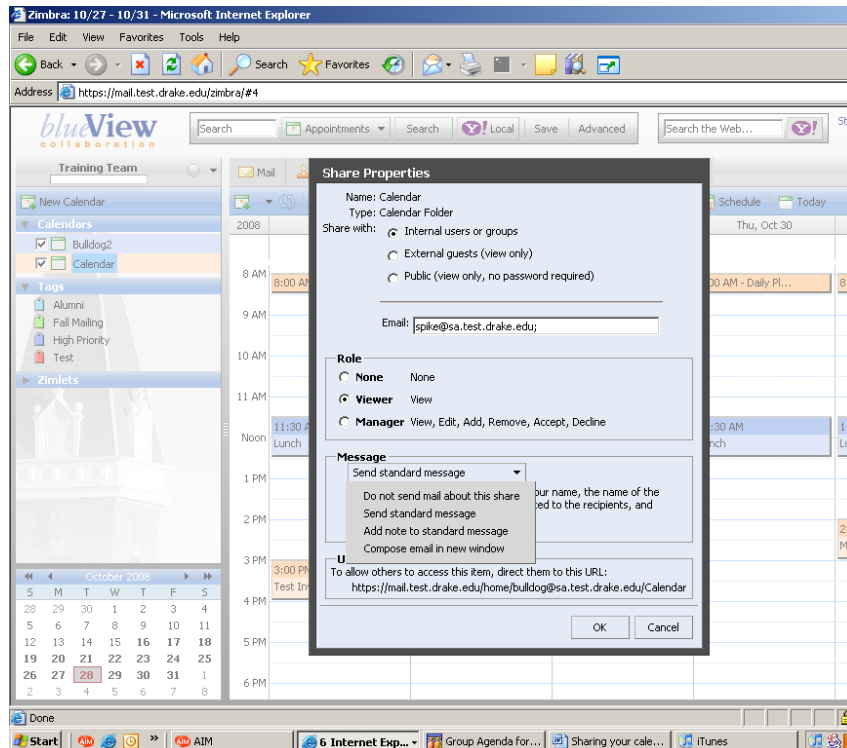 Zimbra: 10/27 - 10/31 - Microsoft Internet Explorer
File Edit View Favorites Tools Help
Back Search Favorites
Address https://mail.test.drake.edu/zimbra/#4
blueView
collaboration
Search Appointments Search Local Save Advanced Search the Web... St
Training Team
Mail
New Calendar
Schedule Today
Calendars
Bulldog2
Calendar
Tags
Alumni
Fall Mailing
High Priority
Test
Zimlets
2008 Thu, Oct 30
8 AM
8:00 AM
00 AM - Daily Pl... 8
9 AM
10 AM
11 AM
11:30 A :30 AM 1
Noon Lunch nch Lu
1 PM
2 PM
2
M
3 PM
3:00 PM
Test In
4 PM
5 PM
6 PM
Share Properties
Name: Calendar
Type: Calendar Folder
Share with: Internal users or groups
External guests (view only)
Public (view only, no password required)
Email: spike@sa.test.drake.edu;
Role
None None
Viewer View
Manager View, Edit, Add, Remove, Accept, Decline
Message
Send standard message
our name, the name of the
ted to the recipients, and
Do not send mail about this share
Send standard message
Add note to standard message
Compose email in new window
U
To allow others to access this item, direct them to this URL:
https://mail.test.drake.edu/home/bulldog@sa.test.drake.edu/Calendar
OK Cancel
October 2008
S M T W T F S
28 29 30 1 2 3 4
5 6 7 8 9 10 11
12 13 14 15 16 17 18
19 20 21 22 23 24 25
26 27 28 29 30 31 1
2 3 4 5 6 7 8
Done
Start AIM » AIM 6 Internet Exp... Group Agenda for... Sharing your cale... iTunes